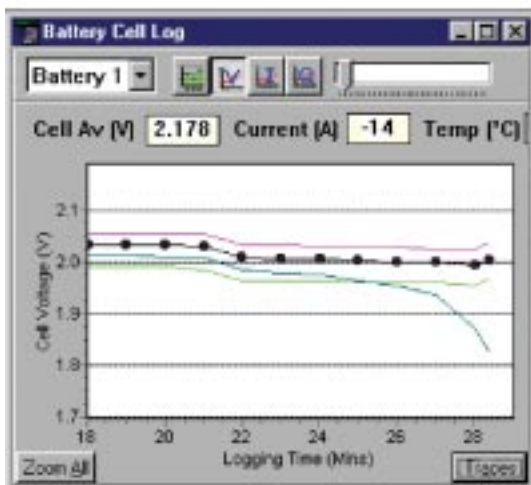 Battery Cell Log
Battery 1
Cell Av (V) 2.178 Current (A) -14 Temp (°C)
2.1
2.0
1.9
1.8
1.7
Cell Voltage (V)
18 20 22 24 26 28
Logging Time (Mins)
Zoom All
Traces